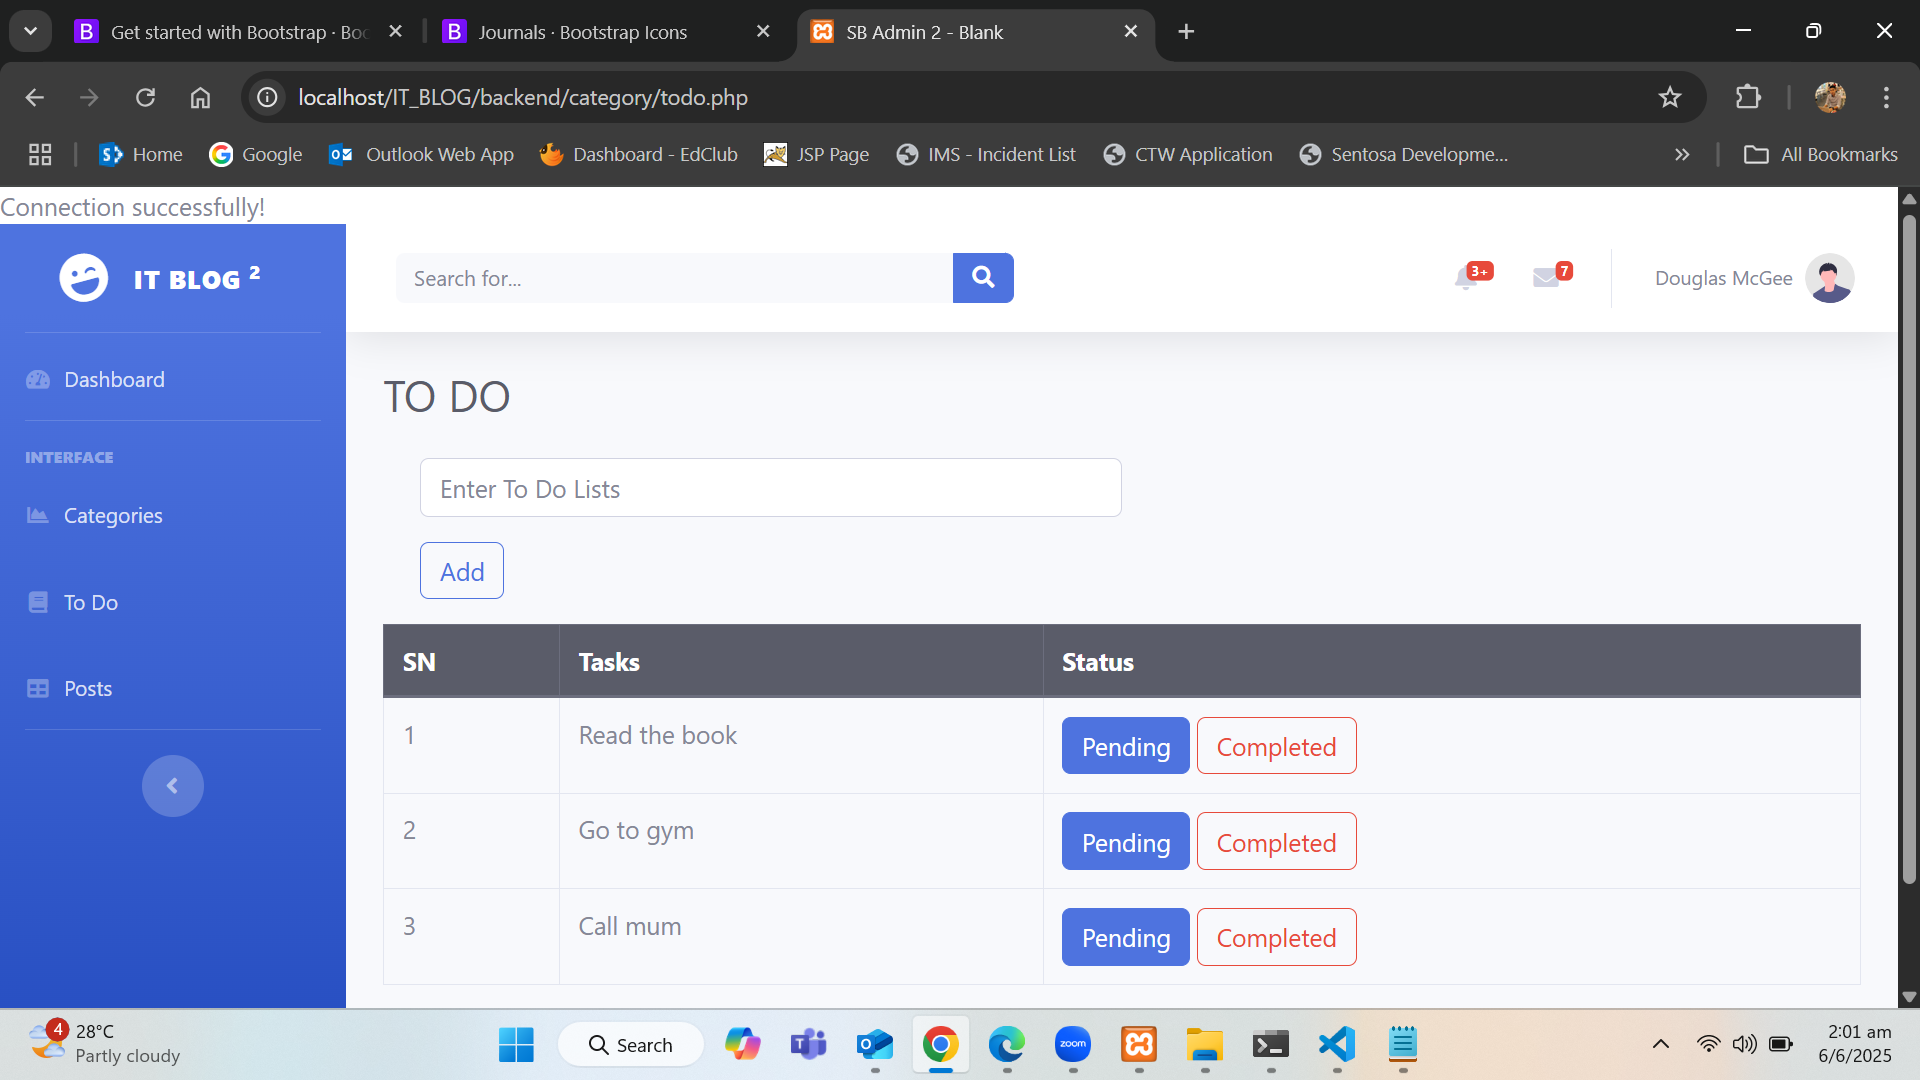 Get started with Bootstrap · Boo
Journals · Bootstrap Icons
SB Admin 2 - Blank
localhost/IT_BLOG/backend/category/todo.php
Home
Google
Outlook Web App
Dashboard - EdClub
JSP Page
IMS - Incident List
CTW Application
Sentosa Developme...
All Bookmarks
Connection successfully!
IT BLOG 2
Search for...
3+
7
Douglas McGee
Dashboard
INTERFACE
Categories
To Do
Posts
TO DO
Enter To Do Lists
Add
SN Tasks Status
1 Read the book Pending Completed
2 Go to gym Pending Completed
3 Call mum Pending Completed
4
28°C
Partly cloudy
Search
zoom
2:01 am
6/6/2025